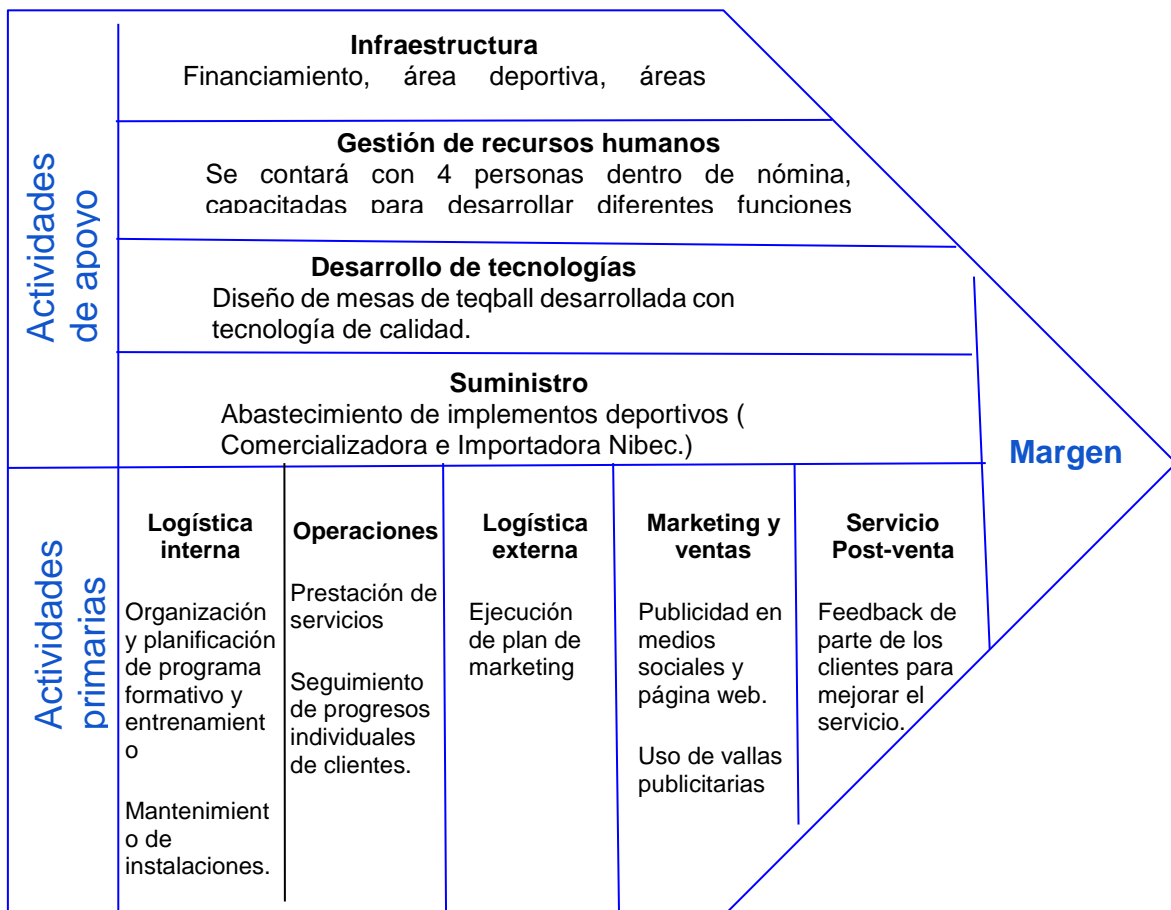 Actividades
de apoyo
Infraestructura
Financiamiento, área deportiva, áreas
Gestión de recursos humanos
Se contará con 4 personas dentro de nómina,
capacitadas para desarrollar diferentes funciones
Desarrollo de tecnologías
Diseño de mesas de teqball desarrollada con
tecnología de calidad.
Suministro
Abastecimiento de implementos deportivos (
Comercializadora e Importadora Nibec.)
Margen
Actividades
primarias
Logística
interna
Organización
y planificación
de programa
formativo y
entrenamient
o
Mantenimient
o de
instalaciones.
Operaciones
Prestación de
servicios
Seguimiento
de progresos
individuales
de clientes.
Logística
externa
Ejecución
de plan de
marketing
Marketing y
ventas
Publicidad en
medios
sociales y
página web.
Uso de vallas
publicitarias
Servicio
Post-venta
Feedback de
parte de los
clientes para
mejorar el
servicio.